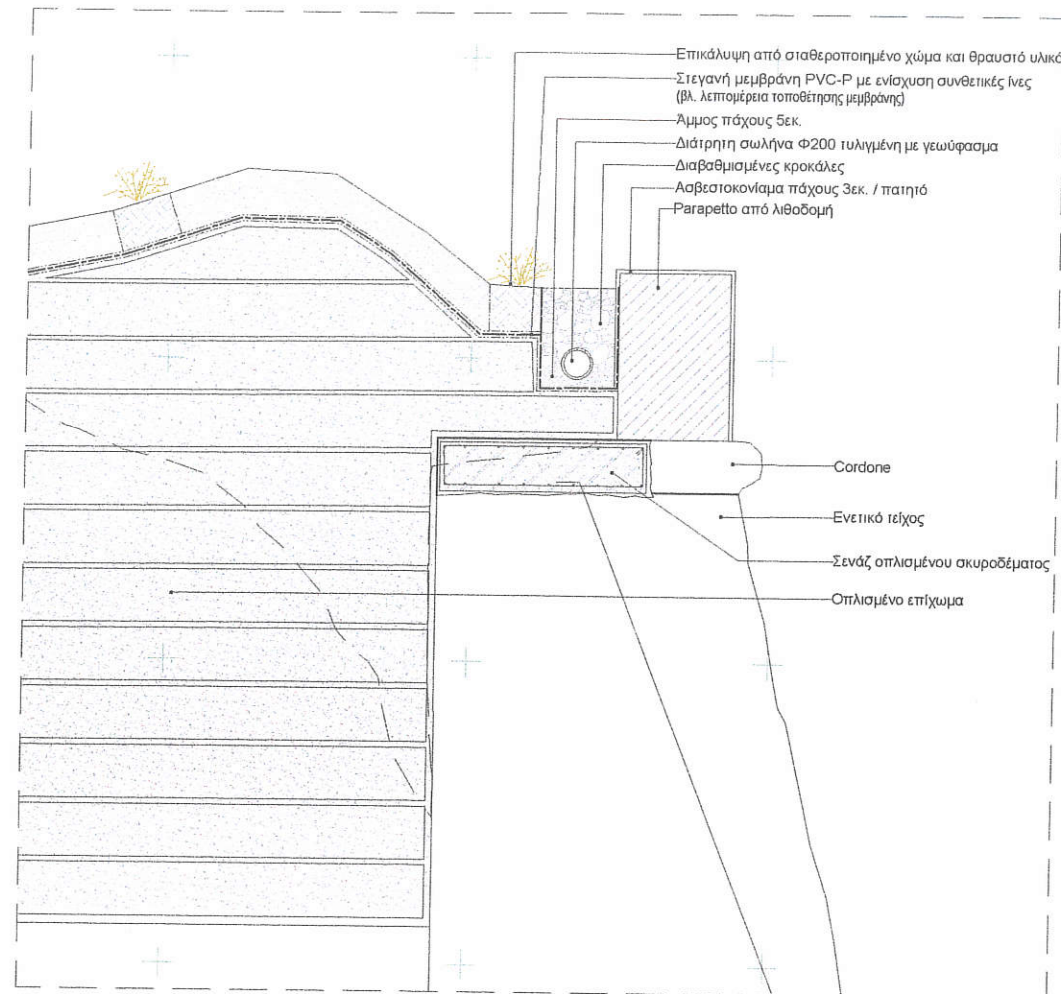 Επικάλυψη από σταθεροποιημένο χώμα και θραυστό υλικό
Στεγανή μεμβράνη PVC-P με ενίσχυση συνθετικές ίνες
(βλ. λεπτομέρεια τοποθέτησης μεμβράνης)
Άμμος πάχους 5εκ.
Διάτρητη σωλήνα Φ200 τυλιγμένη με γεωύφασμα
Διαβαθμισμένες κροκάλες
Ασβεστοκονίαμα πάχους 3εκ. / πατητό
Parapetto από λιθοδομή
Cordone
Ενετικό τείχος
Σενάζ οπλισμένου σκυροδέματος
Οπλισμένο επίχωμα